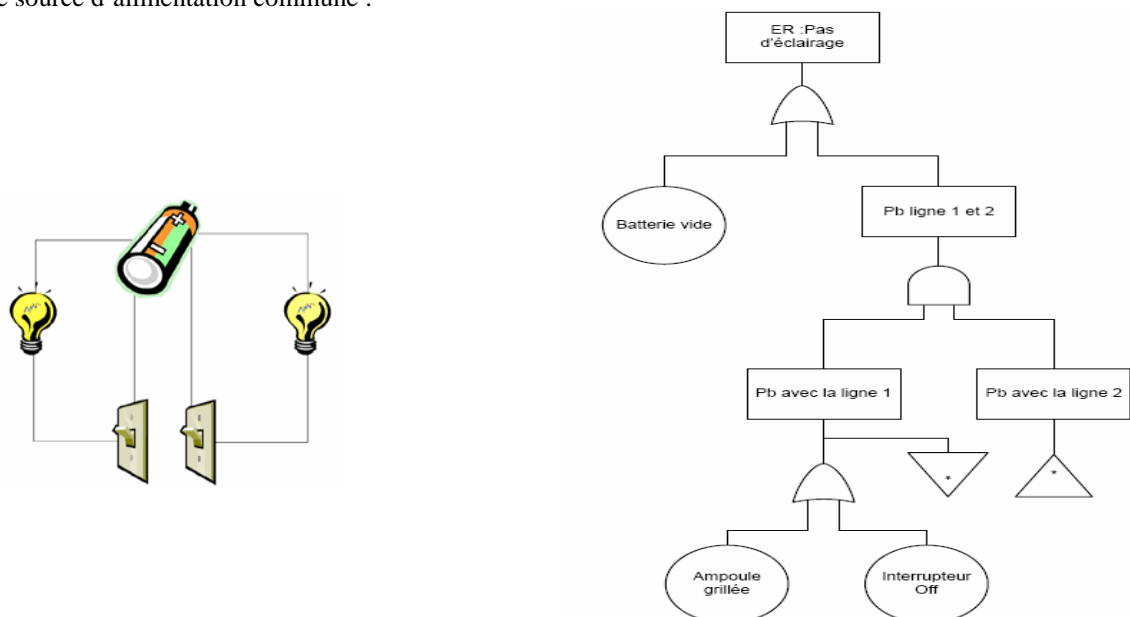 source d'alimentation commune :
ER :Pas
d'éclairage
Batterie vide
Pb ligne 1 et 2
Pb avec la ligne 1
Pb avec la ligne 2
*
*
Ampoule
grillée
Interrupteur
Off